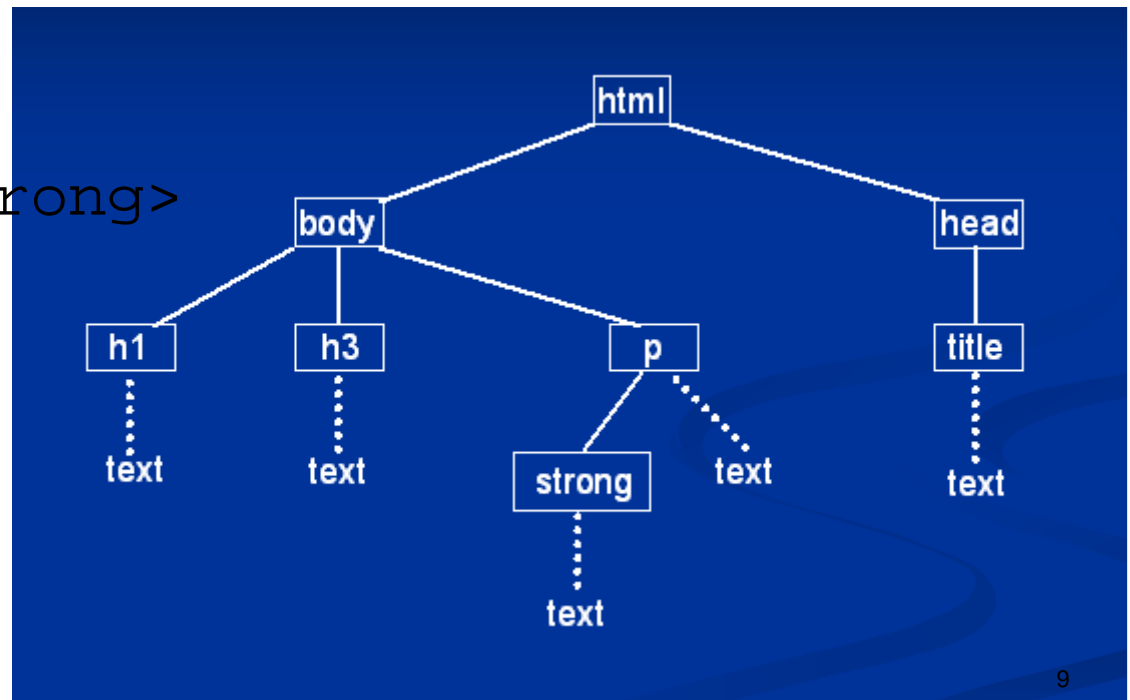 html
rong>
body head
h1 h3 p title
text text strong text text
text
9